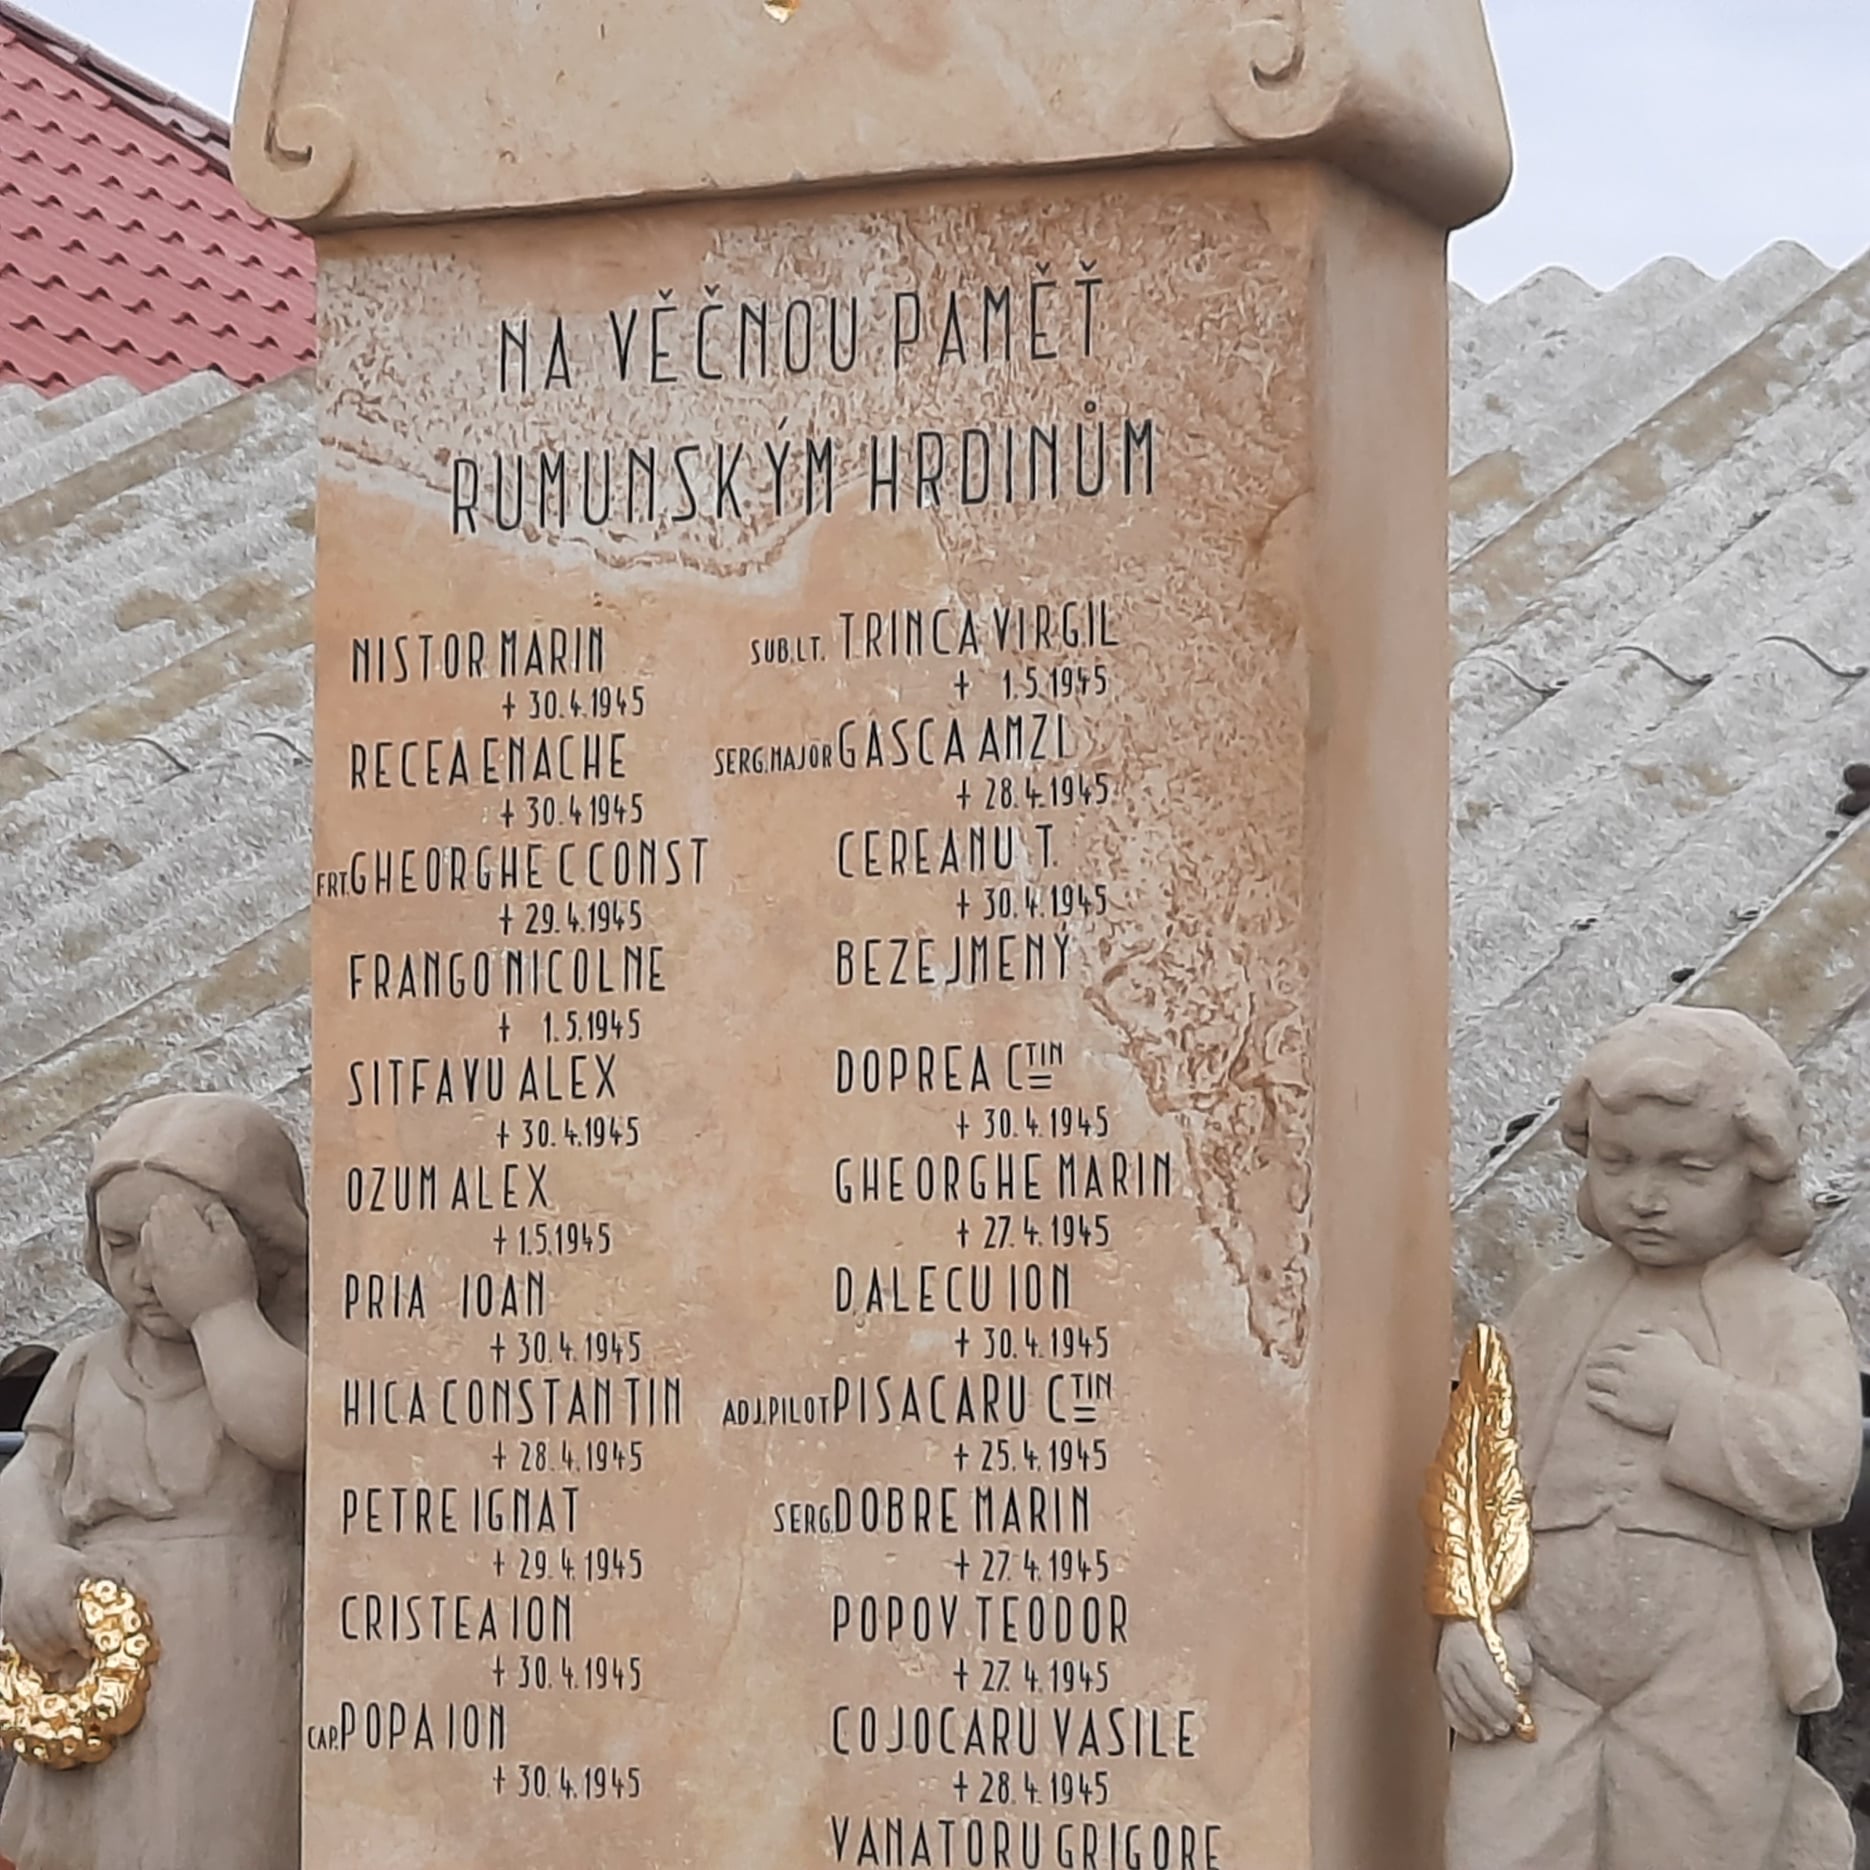 NA VĚČNOU PAMĚŤ
RUMUNSKÝM HRDINŮM
NISTOR MARIN
+ 30.4.1945
RECEA ENACHE
+ 30.4.1945
FRT. GHEORGHE C CONST
+ 29.4.1945
FRANGO NICOLNE
+ 1.5.1945
SITFAVU ALEX
+ 30.4.1945
OZUM ALEX
+ 1.5.1945
PRIA IOAN
+ 30.4.1945
HICA CONSTANTIN
+ 28.4.1945
PETRE IGNAT
+ 29.4.1945
CRISTEA ION
+ 30.4.1945
CAP. POPA ION
+ 30.4.1945
SUB.LT. TRINCA VIRGIL
+ 1.5.1945
SERG.MAJOR GASCA AMZI
+ 28.4.1945
CEREANU T.
+ 30.4.1945
BEZEJMENÝ
DOPREA CTIN
+ 30.4.1945
GHEORGHE MARIN
+ 27.4.1945
DALECU ION
+ 30.4.1945
ADJ.PILOT PISACARU CTIN
+ 25.4.1945
SERG. DOBRE MARIN
+ 27.4.1945
POPOV TEODOR
+ 27.4.1945
COJOCARU VASILE
+ 28.4.1945
VANATORU GRIGORE